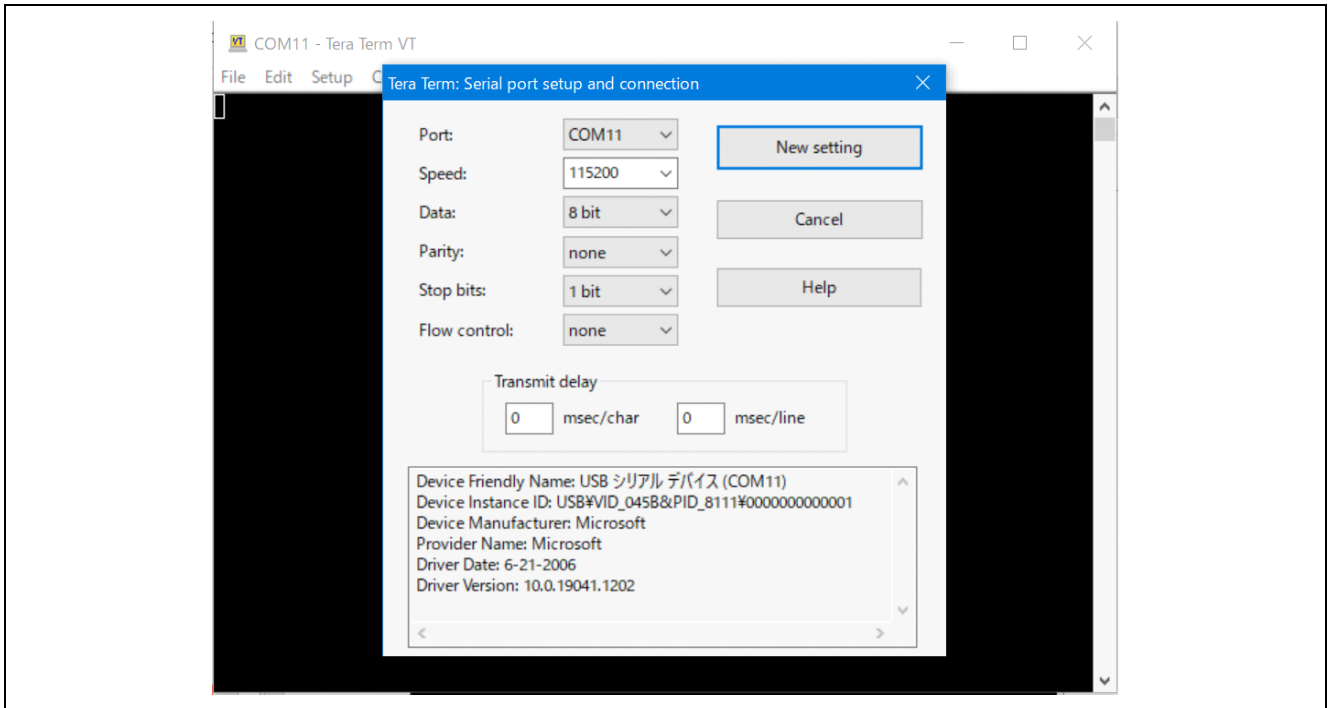 COM11 - Tera Term VT
File Edit Setup C
Tera Term: Serial port setup and connection
Port: COM11
New setting
Speed: 115200
Data: 8 bit
Cancel
Parity: none
Stop bits: 1 bit
Help
Flow control: none
Transmit delay
0 msec/char 0 msec/line
Device Friendly Name: USB シリアル デバイス (COM11)
Device Instance ID: USB¥VID_045B&PID_8111¥0000000000001
Device Manufacturer: Microsoft
Provider Name: Microsoft
Driver Date: 6-21-2006
Driver Version: 10.0.19041.1202